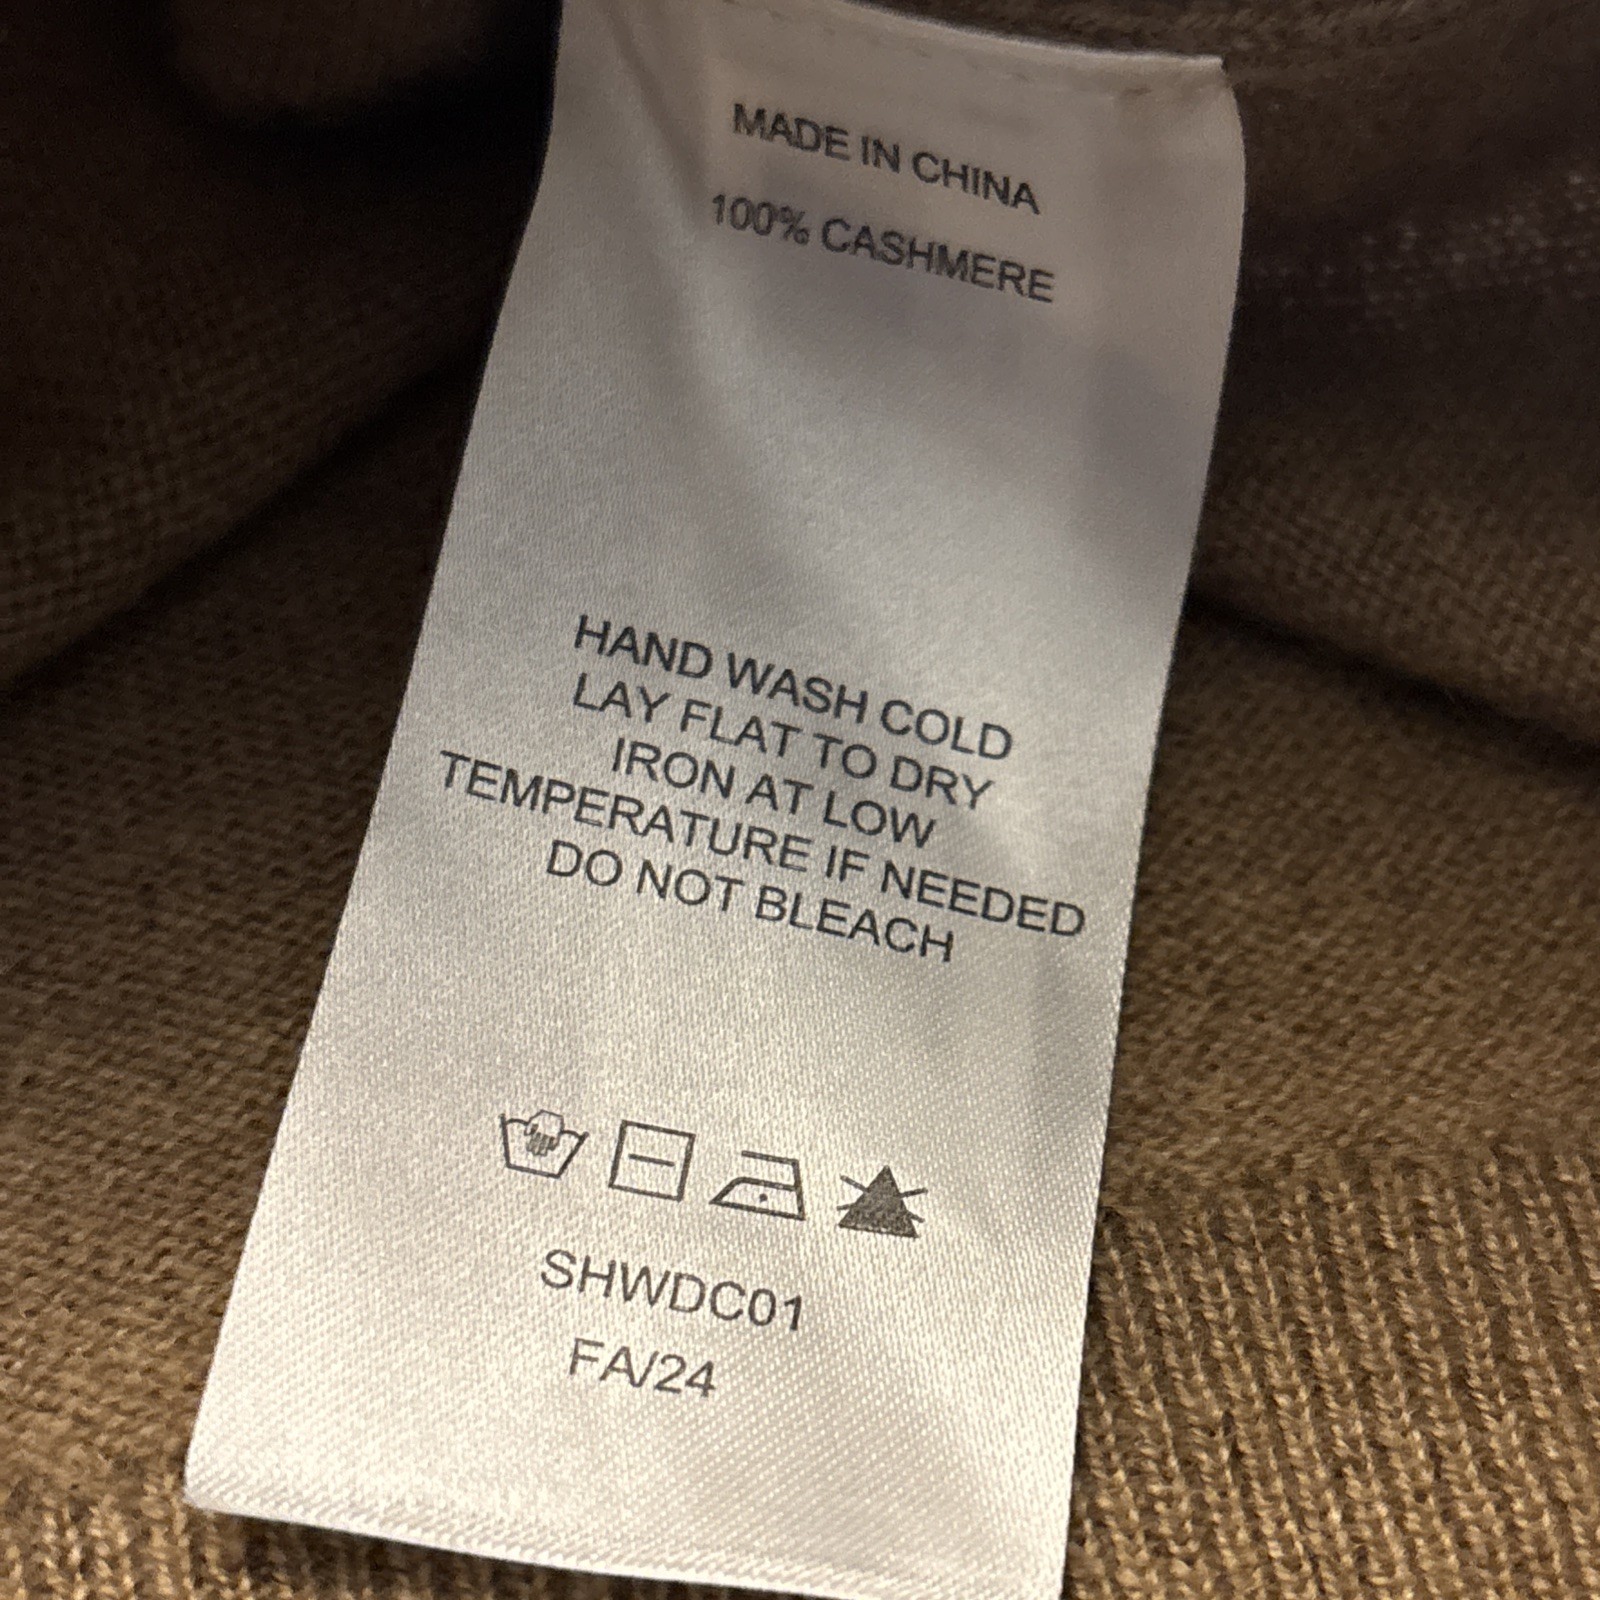 MADE IN CHINA
100% CASHMERE
HAND WASH COLD
LAY FLAT TO DRY
IRON AT LOW
TEMPERATURE IF NEEDED
DO NOT BLEACH
SHWDC01
FA/24